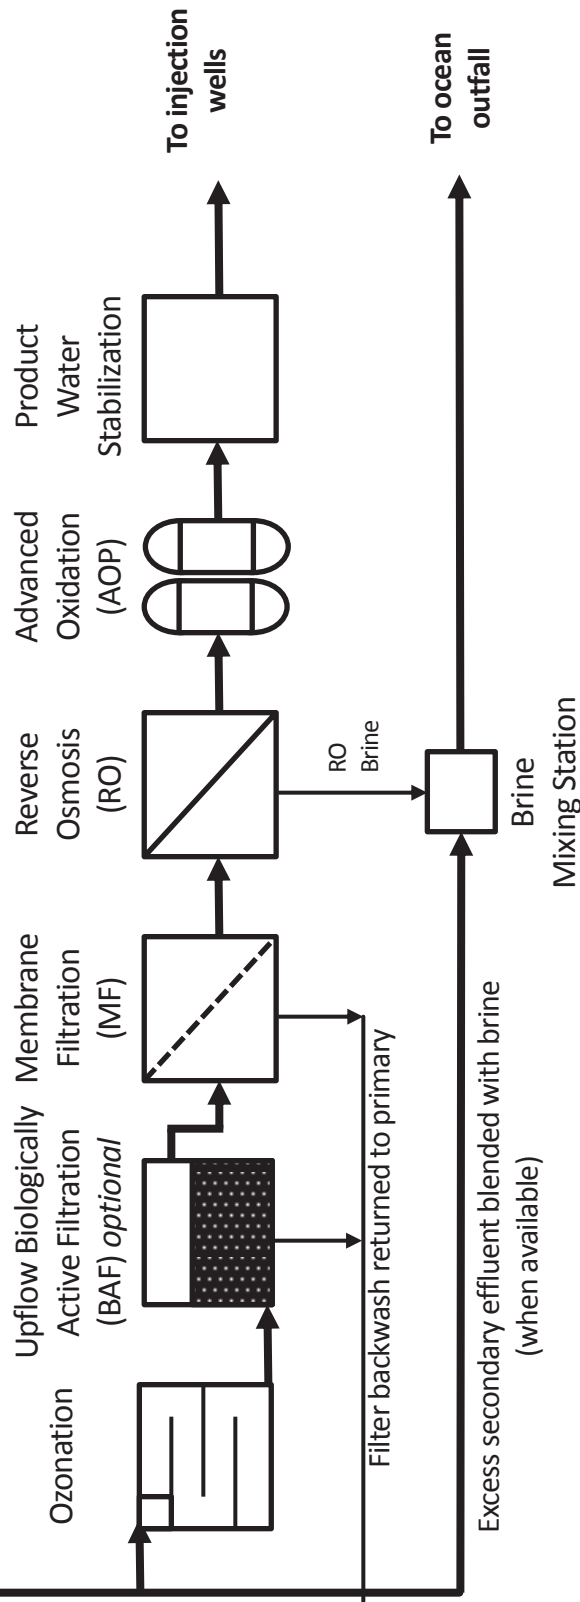 Ozonation
Upflow Biologically
Active Filtration
(BAF) optional
Membrane
Filtration
(MF)
Reverse
Osmosis
(RO)
Advanced
Oxidation
(AOP)
Product
Water
Stabilization
To injection
wells
Filter backwash returned to primary
RO
Brine
Excess secondary effluent blended with brine
(when available)
Brine
Mixing Station
To ocean
outfall